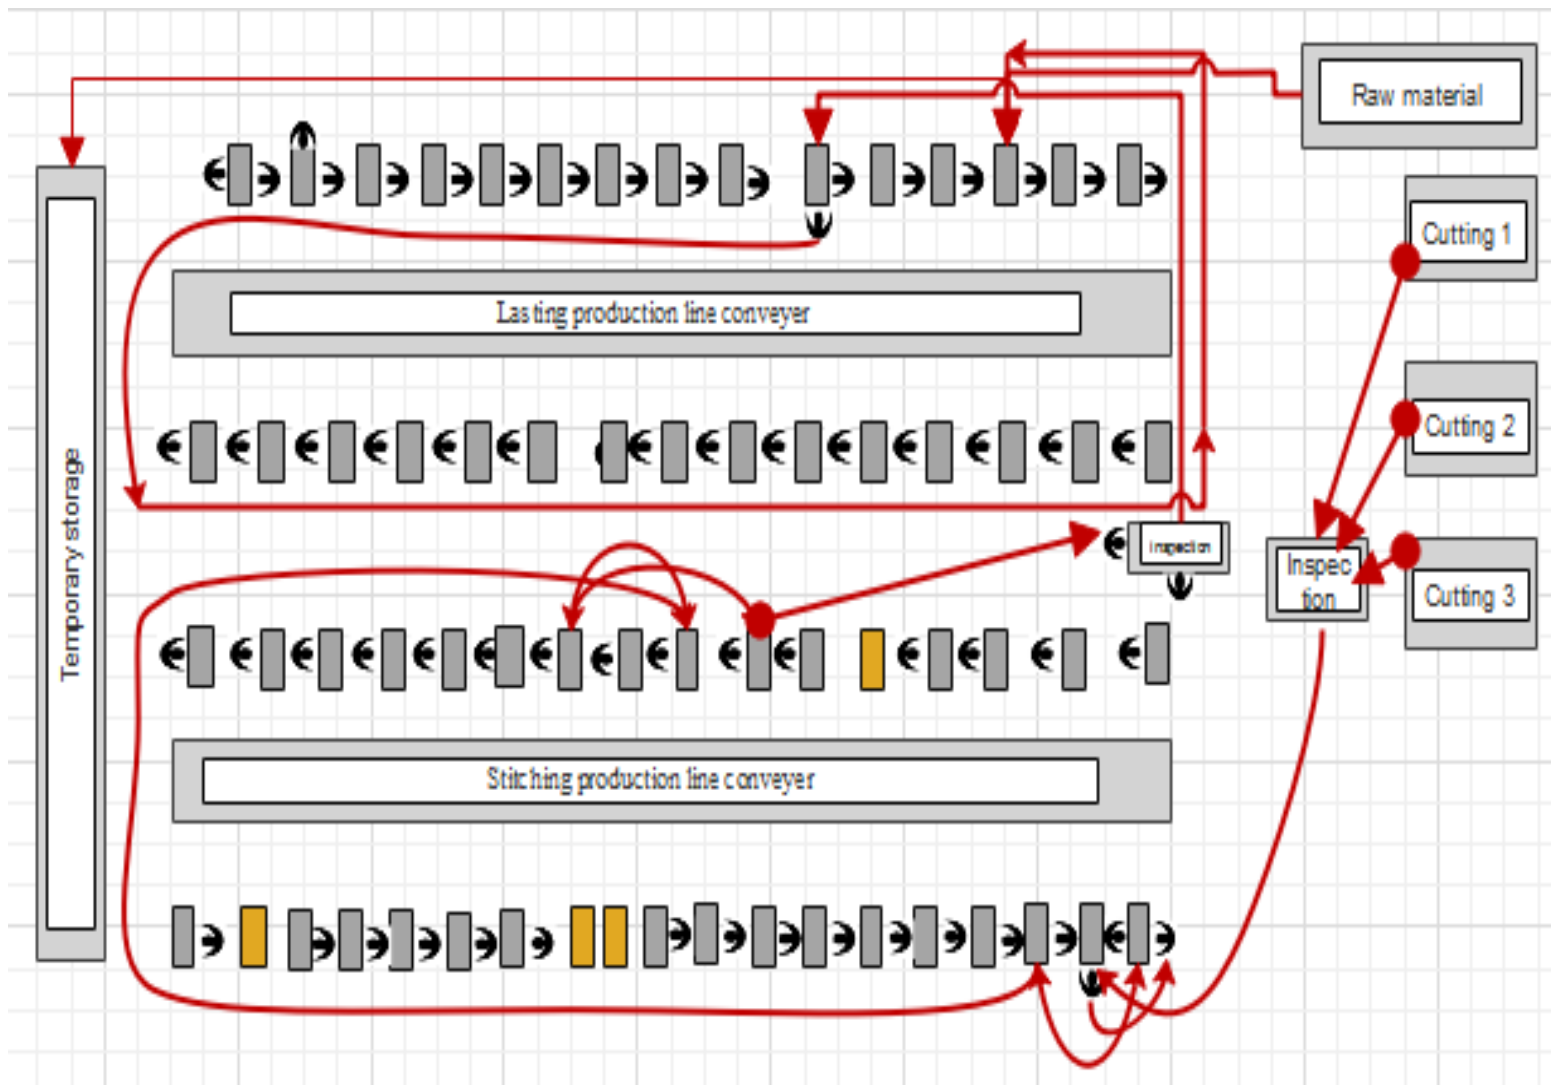 Raw material
Cutting 1
Lasting production line conveyer
Cutting 2
Temporary storage
inspection
Inspec
tion
Cutting 3
Stitching production line conveyer